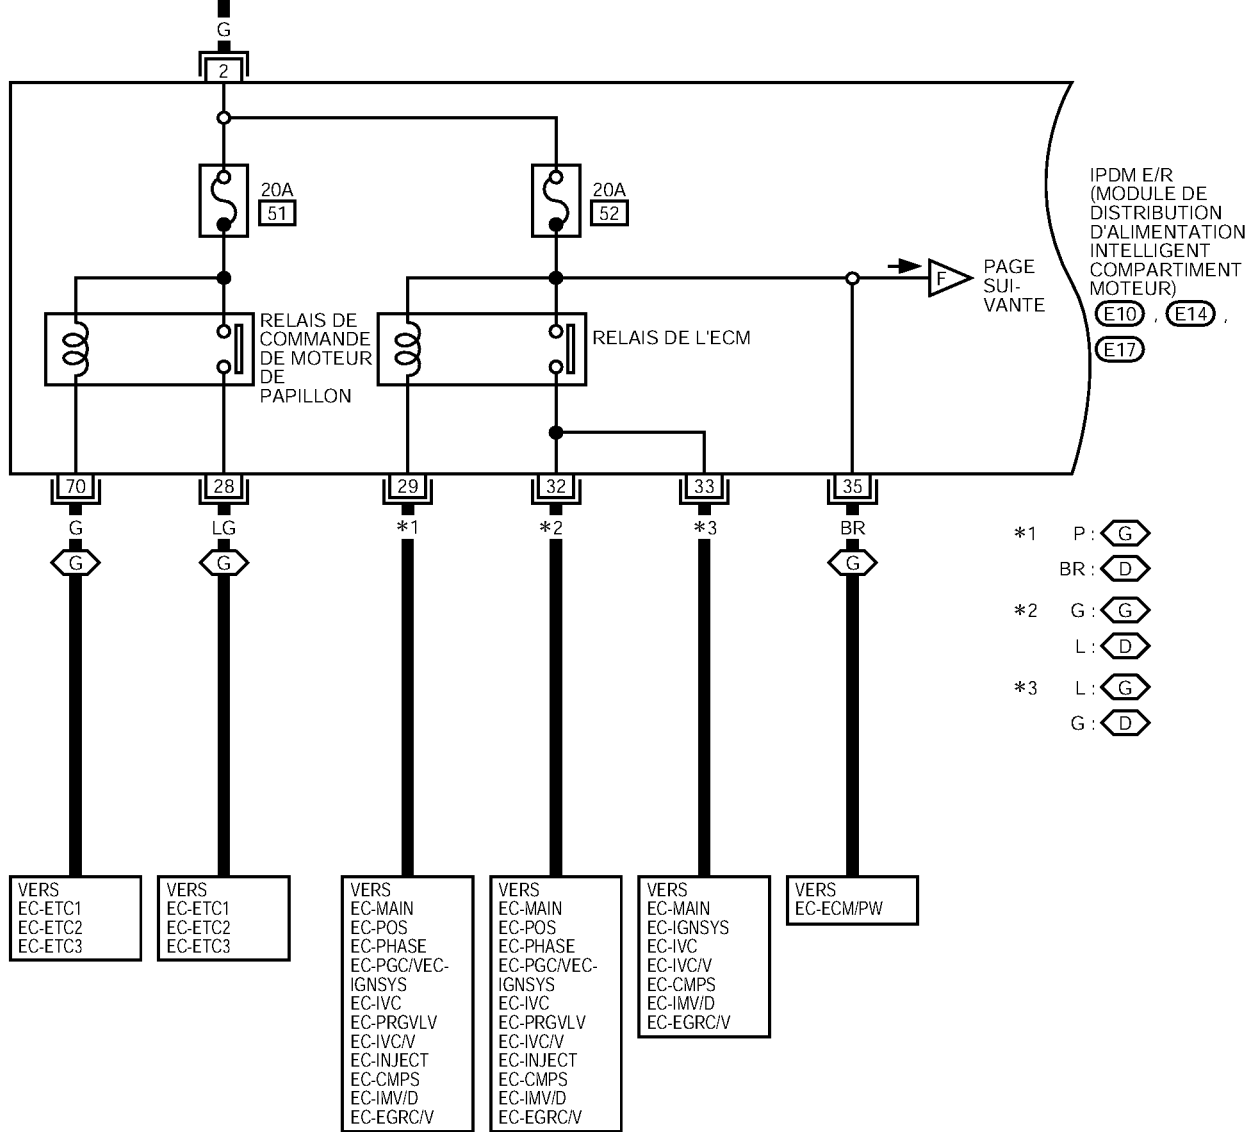 G
2
20A
51
20A
52
IPDM E/R
(MODULE DE
DISTRIBUTION
D'ALIMENTATION
INTELLIGENT
COMPARTIMENT
MOTEUR)
E10 , E14 ,
E17
F
PAGE
SUI-
VANTE
RELAIS DE
COMMANDE
DE MOTEUR
DE
PAPILLON
RELAIS DE L'ECM
70
28
29
32
33
35
G
LG
*1
*2
*3
BR
G
G
G
*1 P : G
BR : D
*2 G : G
L : D
*3 L : G
G : D
VERS
EC-ETC1
EC-ETC2
EC-ETC3
VERS
EC-ETC1
EC-ETC2
EC-ETC3
VERS
EC-MAIN
EC-POS
EC-PHASE
EC-PGC/VEC-
IGNSYS
EC-IVC
EC-PRGVLV
EC-IVC/V
EC-INJECT
EC-CMPS
EC-IMV/D
EC-EGRC/V
VERS
EC-MAIN
EC-POS
EC-PHASE
EC-PGC/VEC-
IGNSYS
EC-IVC
EC-PRGVLV
EC-IVC/V
EC-INJECT
EC-CMPS
EC-IMV/D
EC-EGRC/V
VERS
EC-MAIN
EC-IGNSYS
EC-IVC
EC-IVC/V
EC-CMPS
EC-IMV/D
EC-EGRC/V
VERS
EC-ECM/PW